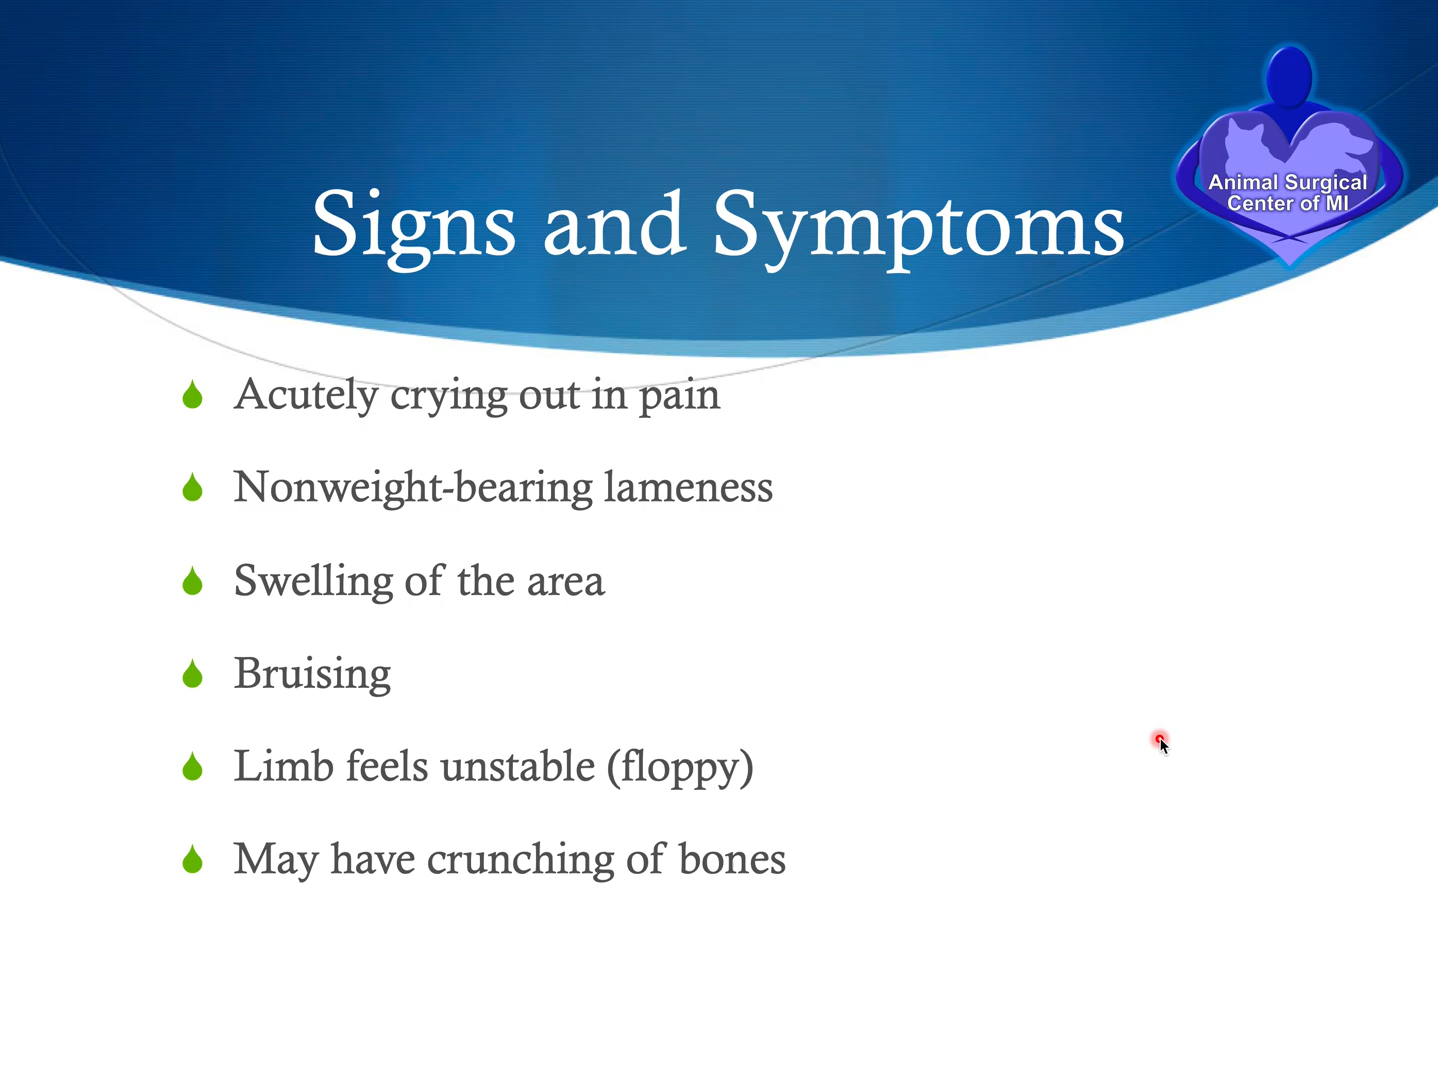 Animal Surgical
Center of MI
Signs and Symptoms
Acutely crying out in pain
Nonweight-bearing lameness
Swelling of the area
Bruising
Limb feels unstable (floppy)
May have crunching of bones